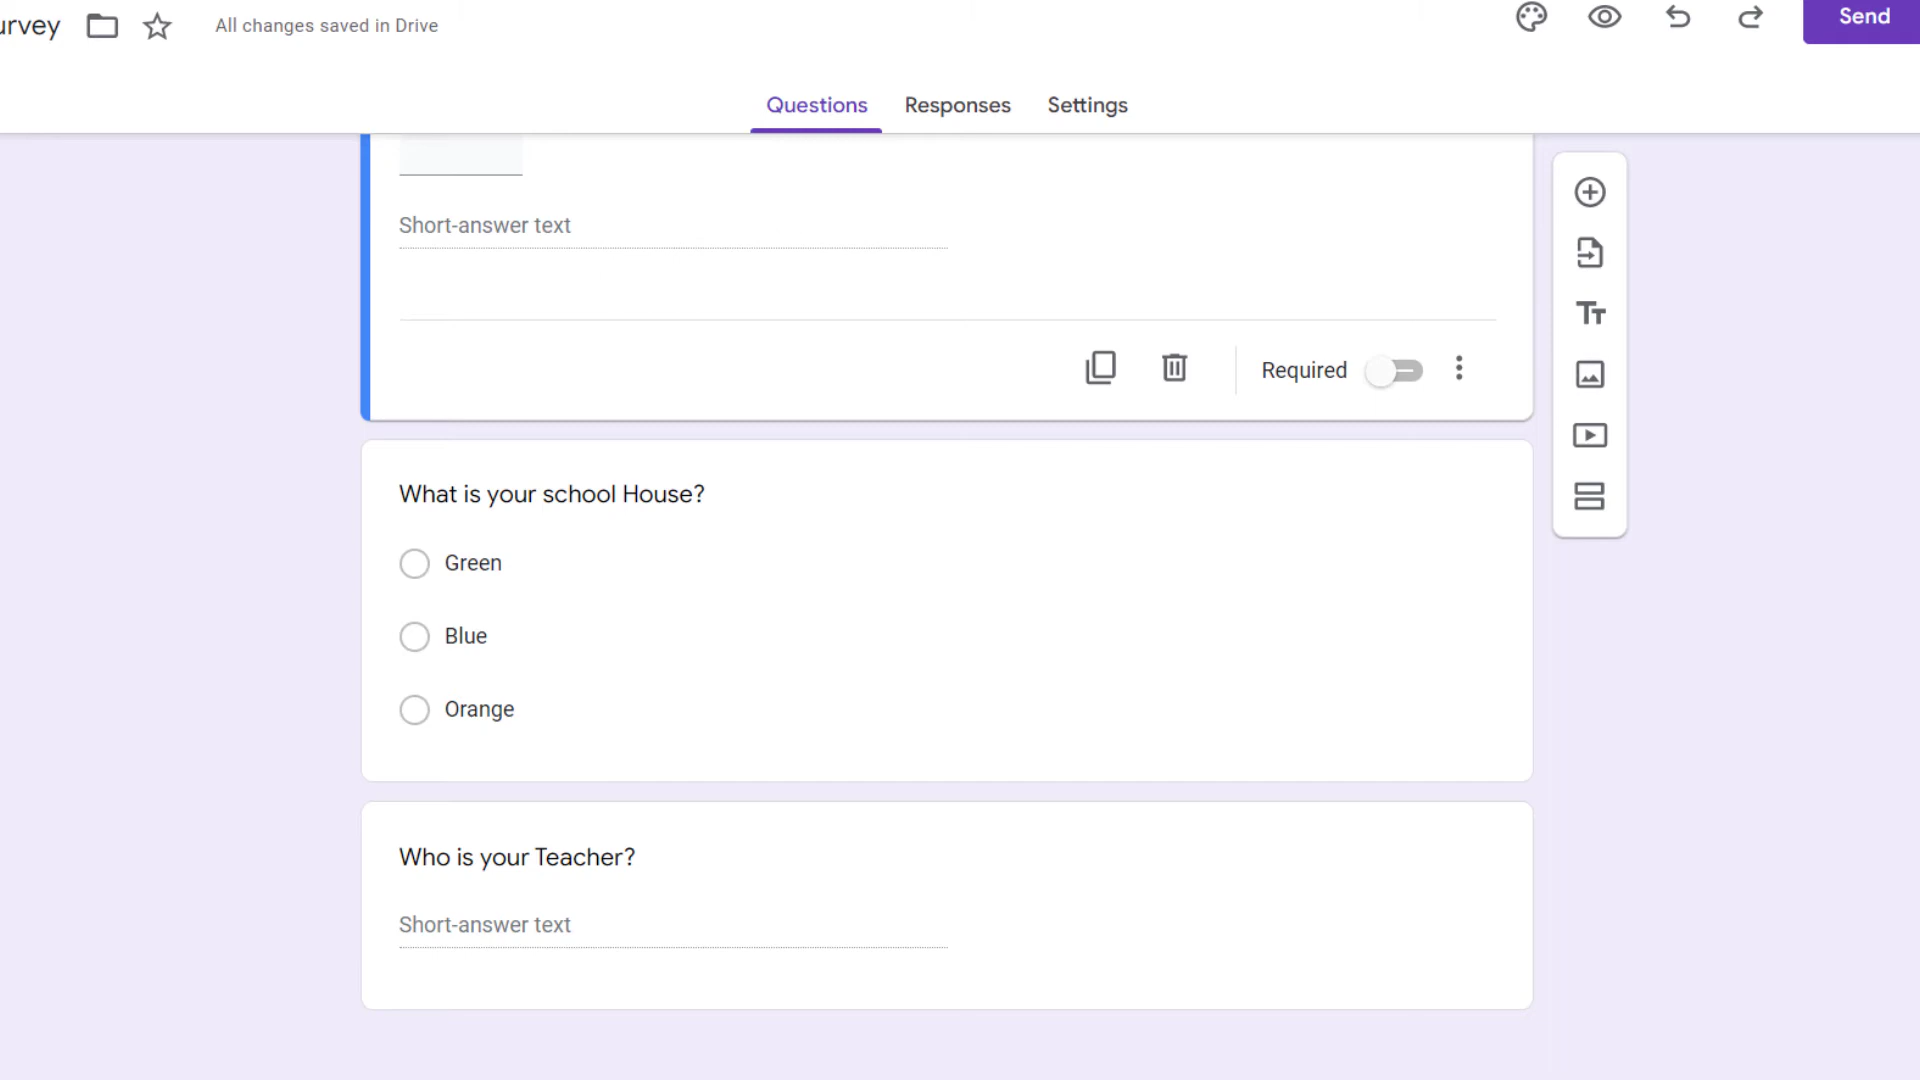 urvey
All changes saved in Drive
Send
Questions
Responses
Settings
Short-answer text
Required
What is your school House?
Green
Blue
Orange
Who is your Teacher?
Short-answer text